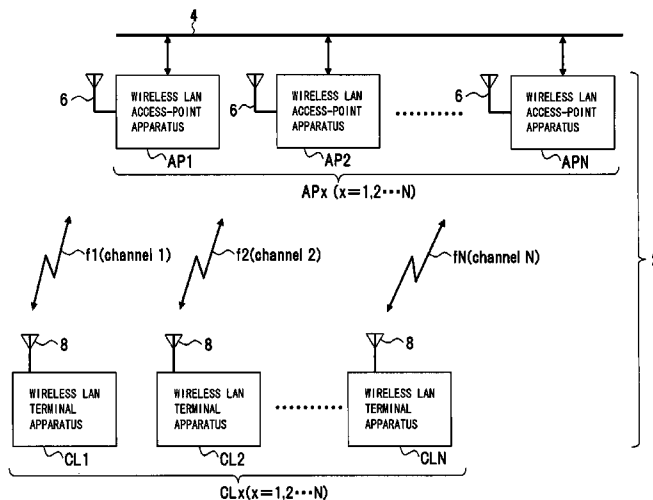 4
6
WIRELESS LAN
ACCESS-POINT
APPARATUS
AP1
6
WIRELESS LAN
ACCESS-POINT
APPARATUS
AP2
6
WIRELESS LAN
ACCESS-POINT
APPARATUS
APN
APx (x=1,2···N)
f1(channel 1)
f2(channel 2)
fN(channel N)
8
WIRELESS LAN
TERMINAL
APPARATUS
CL1
8
WIRELESS LAN
TERMINAL
APPARATUS
CL2
8
WIRELESS LAN
TERMINAL
APPARATUS
CLN
CLx(x=1,2···N)